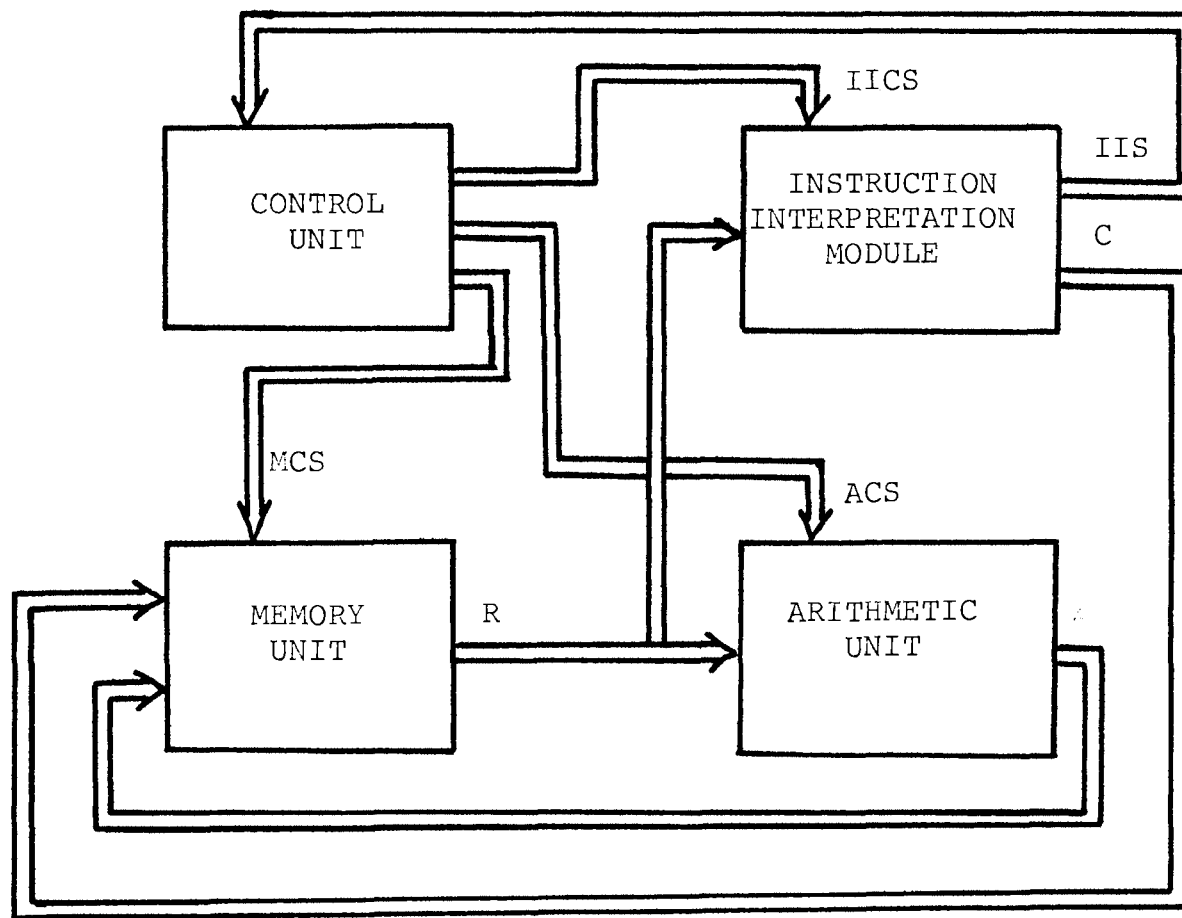 IICS
IIS
CONTROL
UNIT
INSTRUCTION
INTERPRETATION
MODULE
C
MCS
ACS
MEMORY
UNIT
R
ARITHMETIC
UNIT